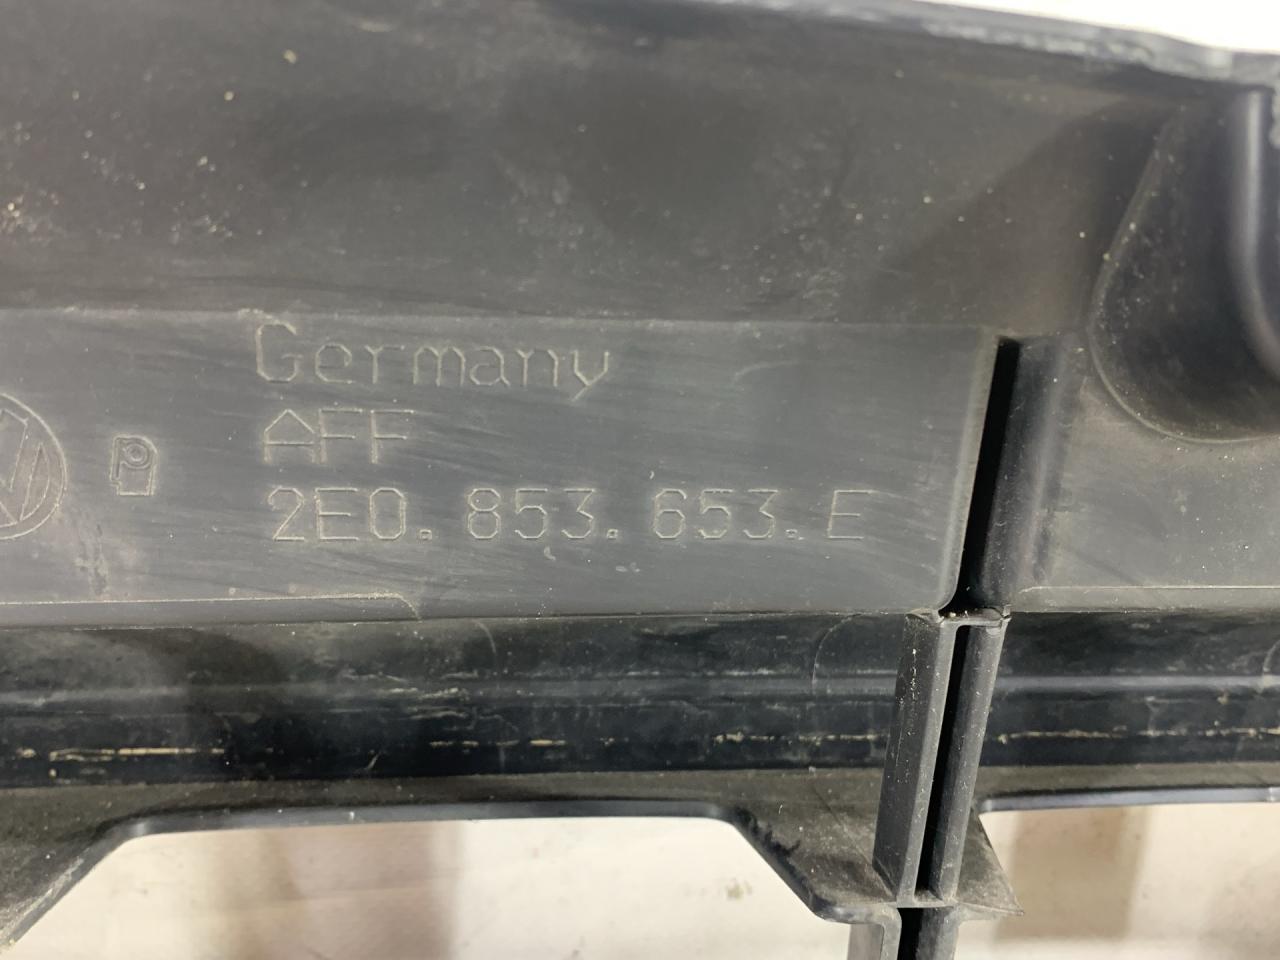 Germany
AFF
2E0. 853. 653. E